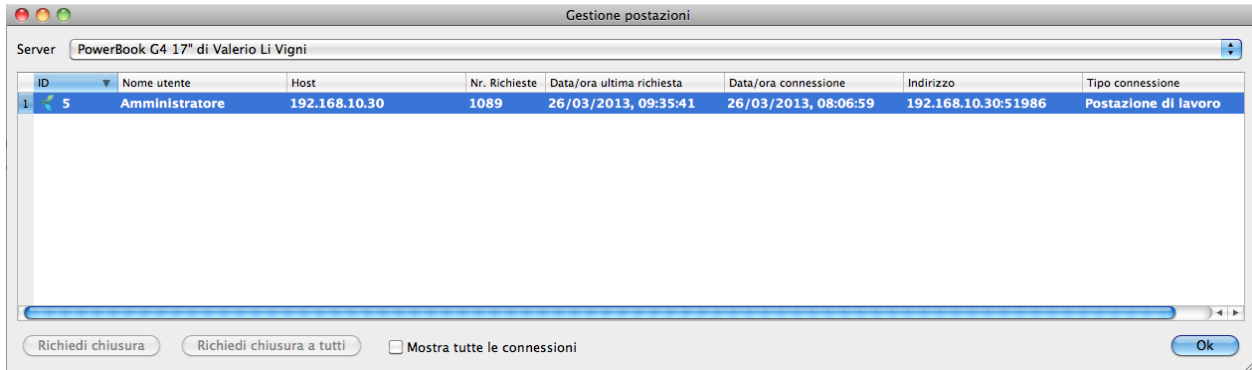 Gestione postazioni
Server PowerBook G4 17" di Valerio Li Vigni
ID Nome utente Host Nr. Richieste Data/ora ultima richiesta Data/ora connessione Indirizzo Tipo connessione
1 5 Amministratore 192.168.10.30 1089 26/03/2013, 09:35:41 26/03/2013, 08:06:59 192.168.10.30:51986 Postazione di lavoro
Richiedi chiusura Richiedi chiusura a tutti Mostra tutte le connessioni Ok